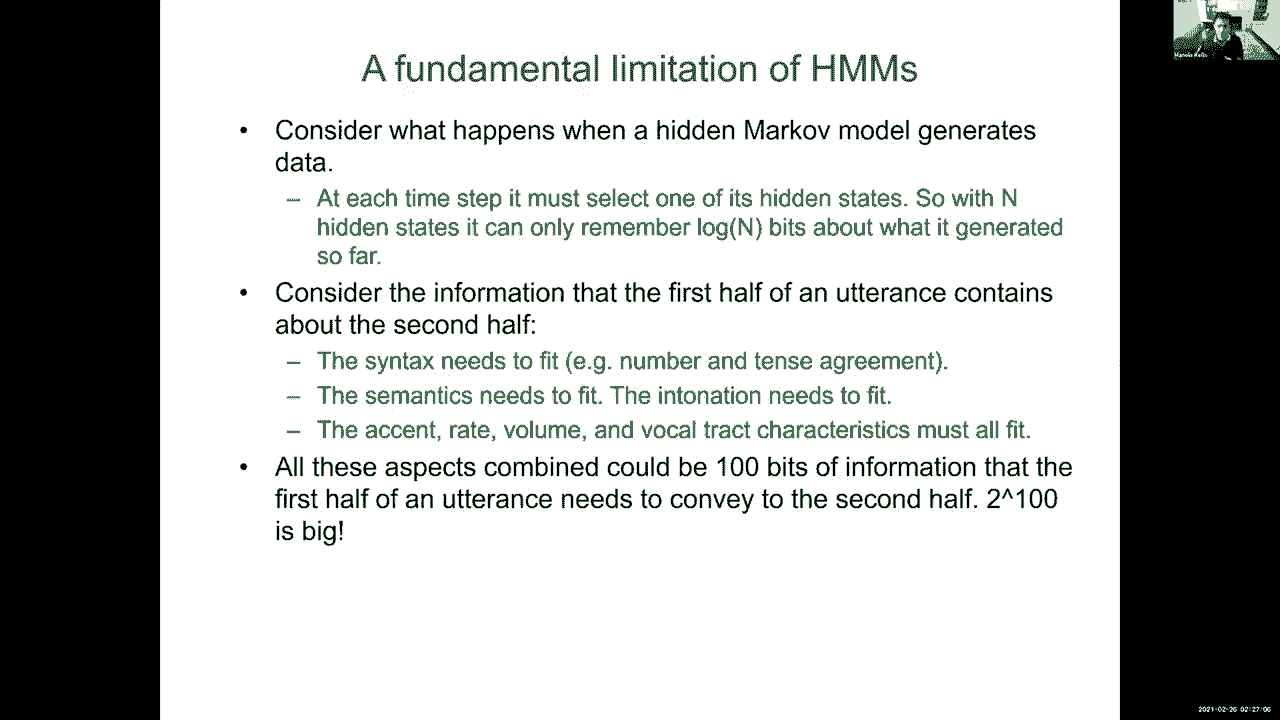 A fundamental limitation of HMMs
• Consider what happens when a hidden Markov model generates
data.
– At each time step it must select one of its hidden states. So with N
hidden states it can only remember log(N) bits about what it generated
so far.
• Consider the information that the first half of an utterance contains
about the second half:
– The syntax needs to fit (e.g. number and tense agreement).
– The semantics needs to fit. The intonation needs to fit.
– The accent, rate, volume, and vocal tract characteristics must all fit.
• All these aspects combined could be 100 bits of information that the
first half of an utterance needs to convey to the second half. 2^100
is big!
2021-02-26 02:27:06